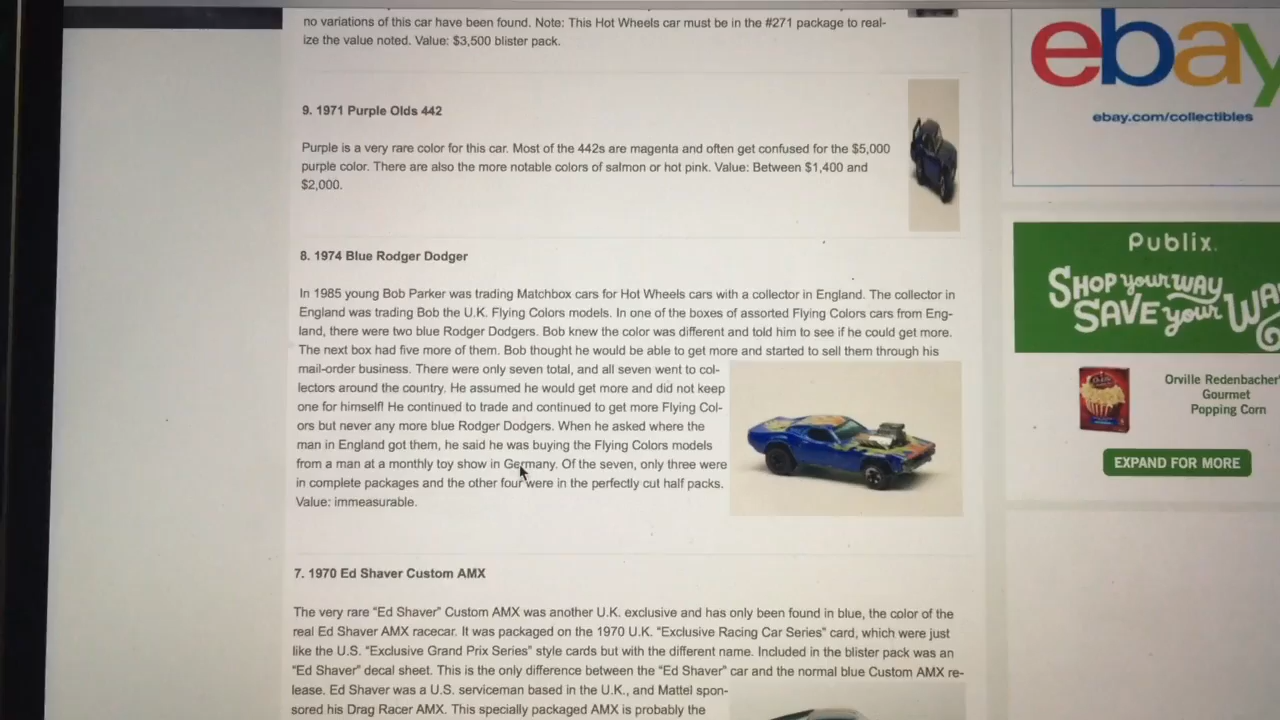 no variations of this car have been found. Note: This Hot Wheels car must be in the #271 package to real-
ize the value noted. Value: $3,500 blister pack.
9. 1971 Purple Olds 442
Purple is a very rare color for this car. Most of the 442s are magenta and often get confused for the $5,000
purple color. There are also the more notable colors of salmon or hot pink. Value: Between $1,400 and
$2,000.
8. 1974 Blue Rodger Dodger
In 1985 young Bob Parker was trading Matchbox cars for Hot Wheels cars with a collector in England. The collector in
England was trading Bob the U.K. Flying Colors models. In one of the boxes of assorted Flying Colors cars from Eng-
land, there were two blue Rodger Dodgers. Bob knew the color was different and told him to see if he could get more.
The next box had five more of them. Bob thought he would be able to get more and started to sell them through his
mail-order business. There were only seven total, and all seven went to col-
lectors around the country. He assumed he would get more and did not keep
one for himself! He continued to trade and continued to get more Flying Col-
ors but never any more blue Rodger Dodgers. When he asked where the
man in England got them, he said he was buying the Flying Colors models
from a man at a monthly toy show in Germany. Of the seven, only three were
in complete packages and the other four were in the perfectly cut half packs.
Value: immeasurable.
7. 1970 Ed Shaver Custom AMX
The very rare "Ed Shaver" Custom AMX was another U.K. exclusive and has only been found in blue, the color of the
real Ed Shaver AMX racecar. It was packaged on the 1970 U.K. "Exclusive Racing Car Series" card, which were just
like the U.S. "Exclusive Grand Prix Series" style cards but with the different name. Included in the blister pack was an
"Ed Shaver" decal sheet. This is the only difference between the "Ed Shaver" car and the normal blue Custom AMX re-
lease. Ed Shaver was a U.S. serviceman based in the U.K., and Mattel spon-
sored his Drag Racer AMX. This specially packaged AMX is probably the
ebay
ebay.com/collectibles
Publix.
SHOP your WAY
SAVE your WA
Orville Redenbacher'
Gourmet
Popping Corn
EXPAND FOR MORE